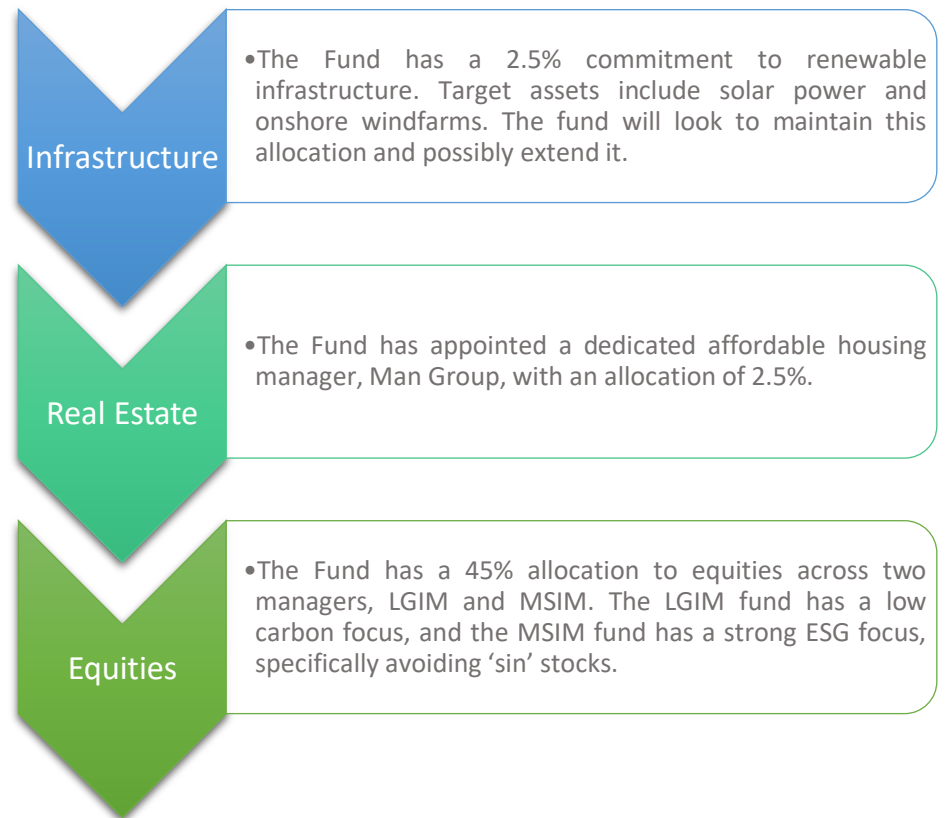 Infrastructure
•The Fund has a 2.5% commitment to renewable
infrastructure. Target assets include solar power and
onshore windfarms. The fund will look to maintain this
allocation and possibly extend it.
Real Estate
•The Fund has appointed a dedicated affordable housing
manager, Man Group, with an allocation of 2.5%.
Equities
•The Fund has a 45% allocation to equities across two
managers, LGIM and MSIM. The LGIM fund has a low
carbon focus, and the MSIM fund has a strong ESG focus,
specifically avoiding ‘sin’ stocks.